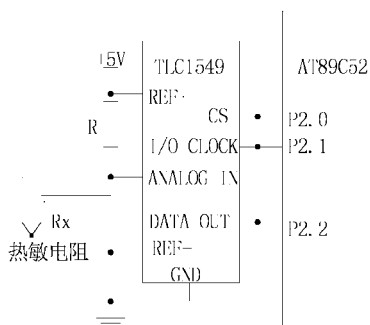 +5V
TLC1549
AT89C52
REF+
CS
P2.0
R
I/O CLOCK
P2.1
ANALOG IN
Rx
DATA OUT
P2.2
热敏电阻
REF-
GND